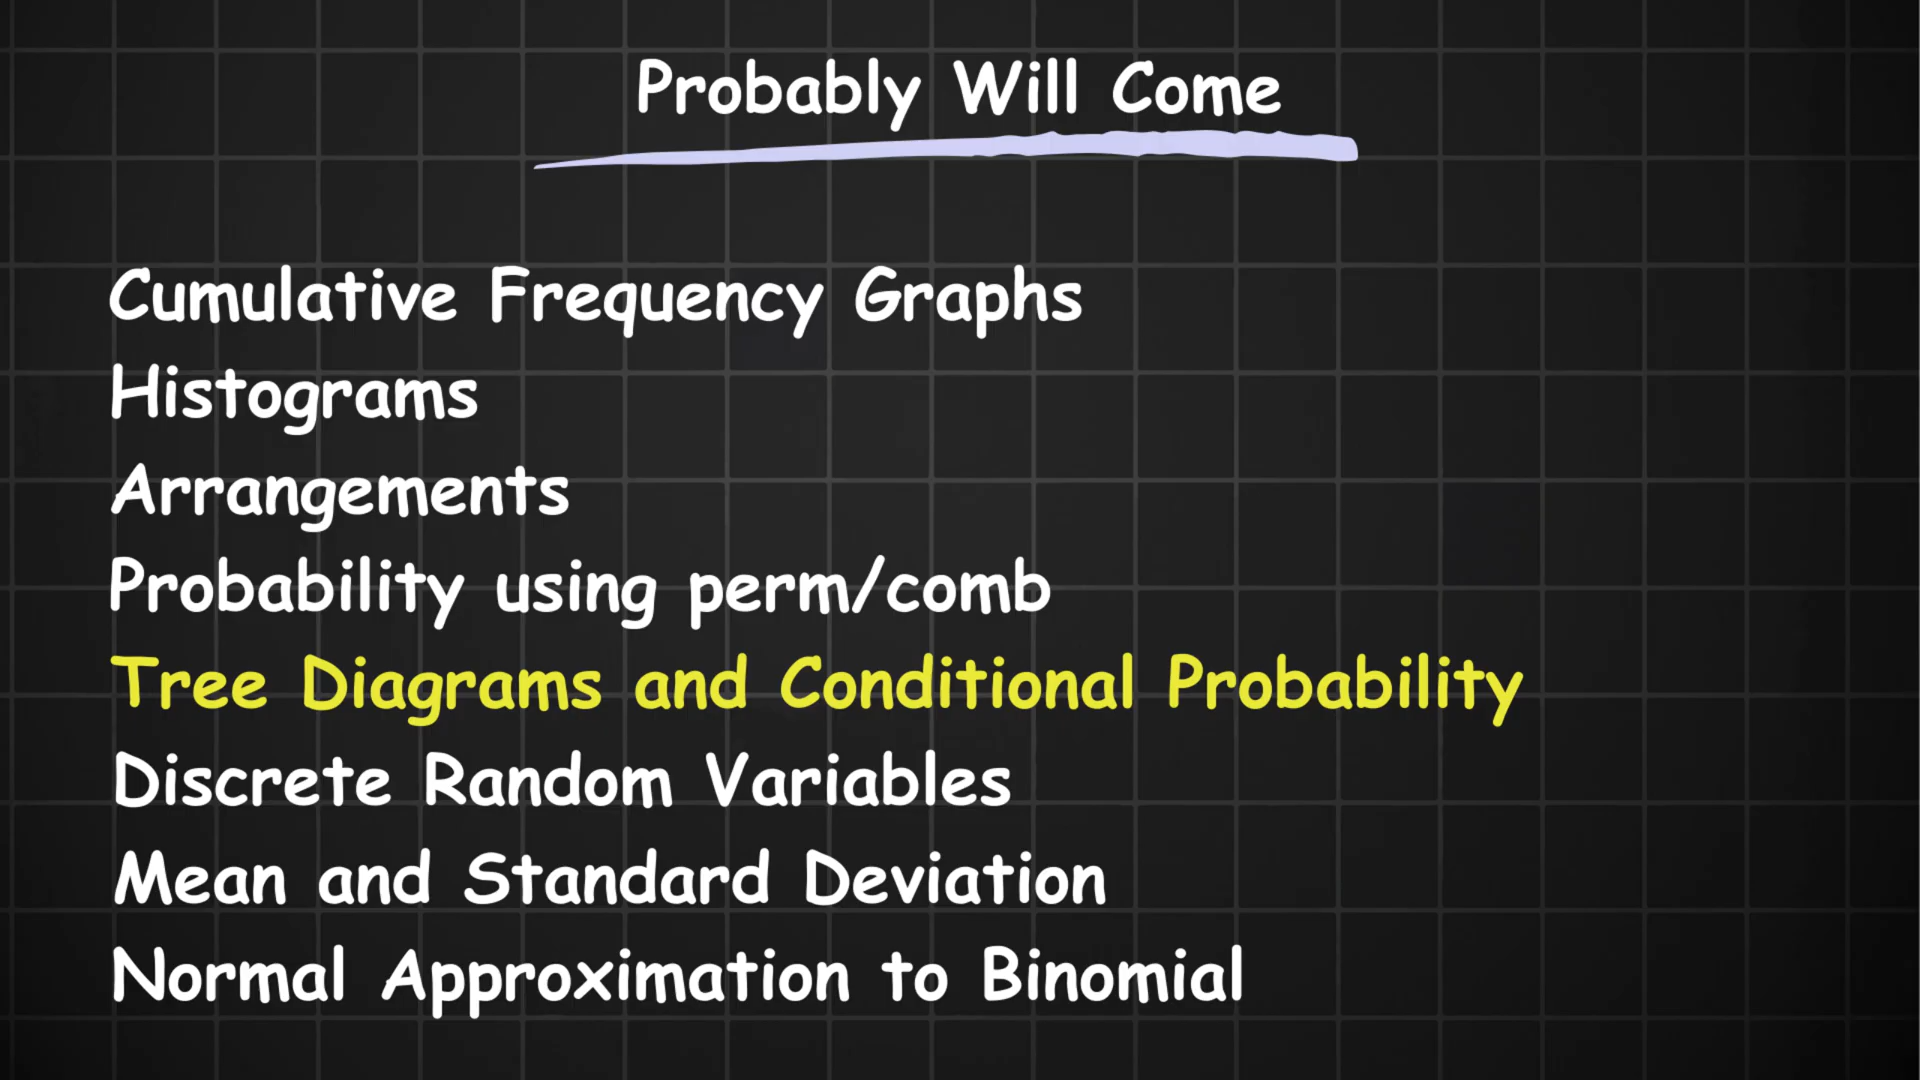 Probably Will Come
Cumulative Frequency Graphs
Histograms
Arrangements
Probability using perm/comb
Tree Diagrams and Conditional Probability
Discrete Random Variables
Mean and Standard Deviation
Normal Approximation to Binomial